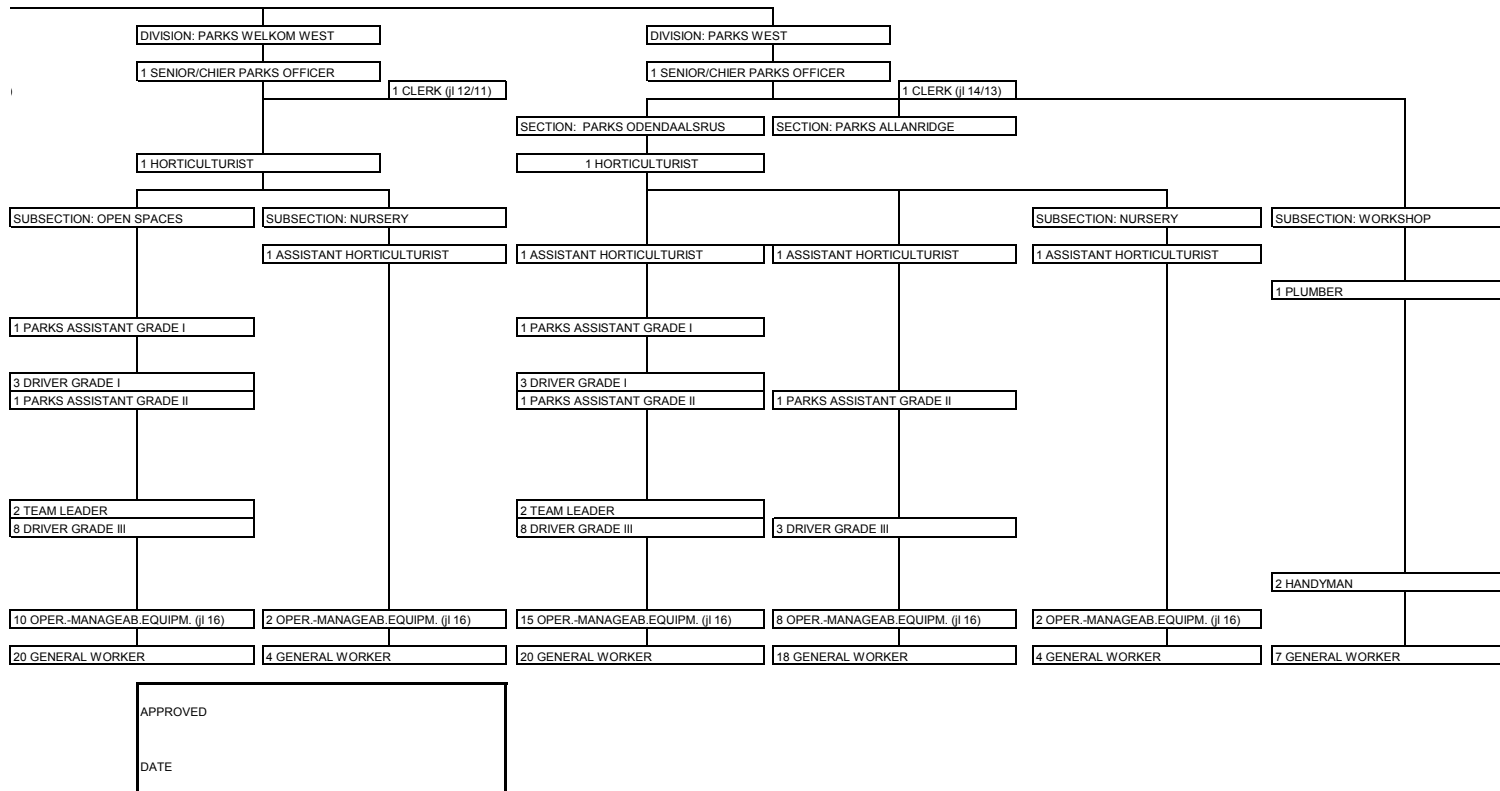 DIVISION: PARKS WELKOM WEST
DIVISION: PARKS WEST
1 SENIOR/CHIER PARKS OFFICER
1 SENIOR/CHIER PARKS OFFICER
)
1 CLERK (jl 12/11)
1 CLERK (jl 14/13)
SECTION:  PARKS ODENDAALSRUS
SECTION: PARKS ALLANRIDGE
1 HORTICULTURIST
1 HORTICULTURIST
SUBSECTION: OPEN SPACES
SUBSECTION: NURSERY
SUBSECTION: NURSERY
SUBSECTION: WORKSHOP
1 ASSISTANT HORTICULTURIST
1 ASSISTANT HORTICULTURIST
1 ASSISTANT HORTICULTURIST
1 ASSISTANT HORTICULTURIST
1 PLUMBER
1 PARKS ASSISTANT GRADE I
1 PARKS ASSISTANT GRADE I
3 DRIVER GRADE I
3 DRIVER GRADE I
1 PARKS ASSISTANT GRADE II
1 PARKS ASSISTANT GRADE II
1 PARKS ASSISTANT GRADE II
2 TEAM LEADER
2 TEAM LEADER
8 DRIVER GRADE III
8 DRIVER GRADE III
3 DRIVER GRADE III
2 HANDYMAN
10 OPER.-MANAGEAB.EQUIPM. (jl 16)
2 OPER.-MANAGEAB.EQUIPM. (jl 16)
15 OPER.-MANAGEAB.EQUIPM. (jl 16)
8 OPER.-MANAGEAB.EQUIPM. (jl 16)
2 OPER.-MANAGEAB.EQUIPM. (jl 16)
20 GENERAL WORKER
4 GENERAL WORKER
20 GENERAL WORKER
18 GENERAL WORKER
4 GENERAL WORKER
7 GENERAL WORKER
APPROVED
DATE